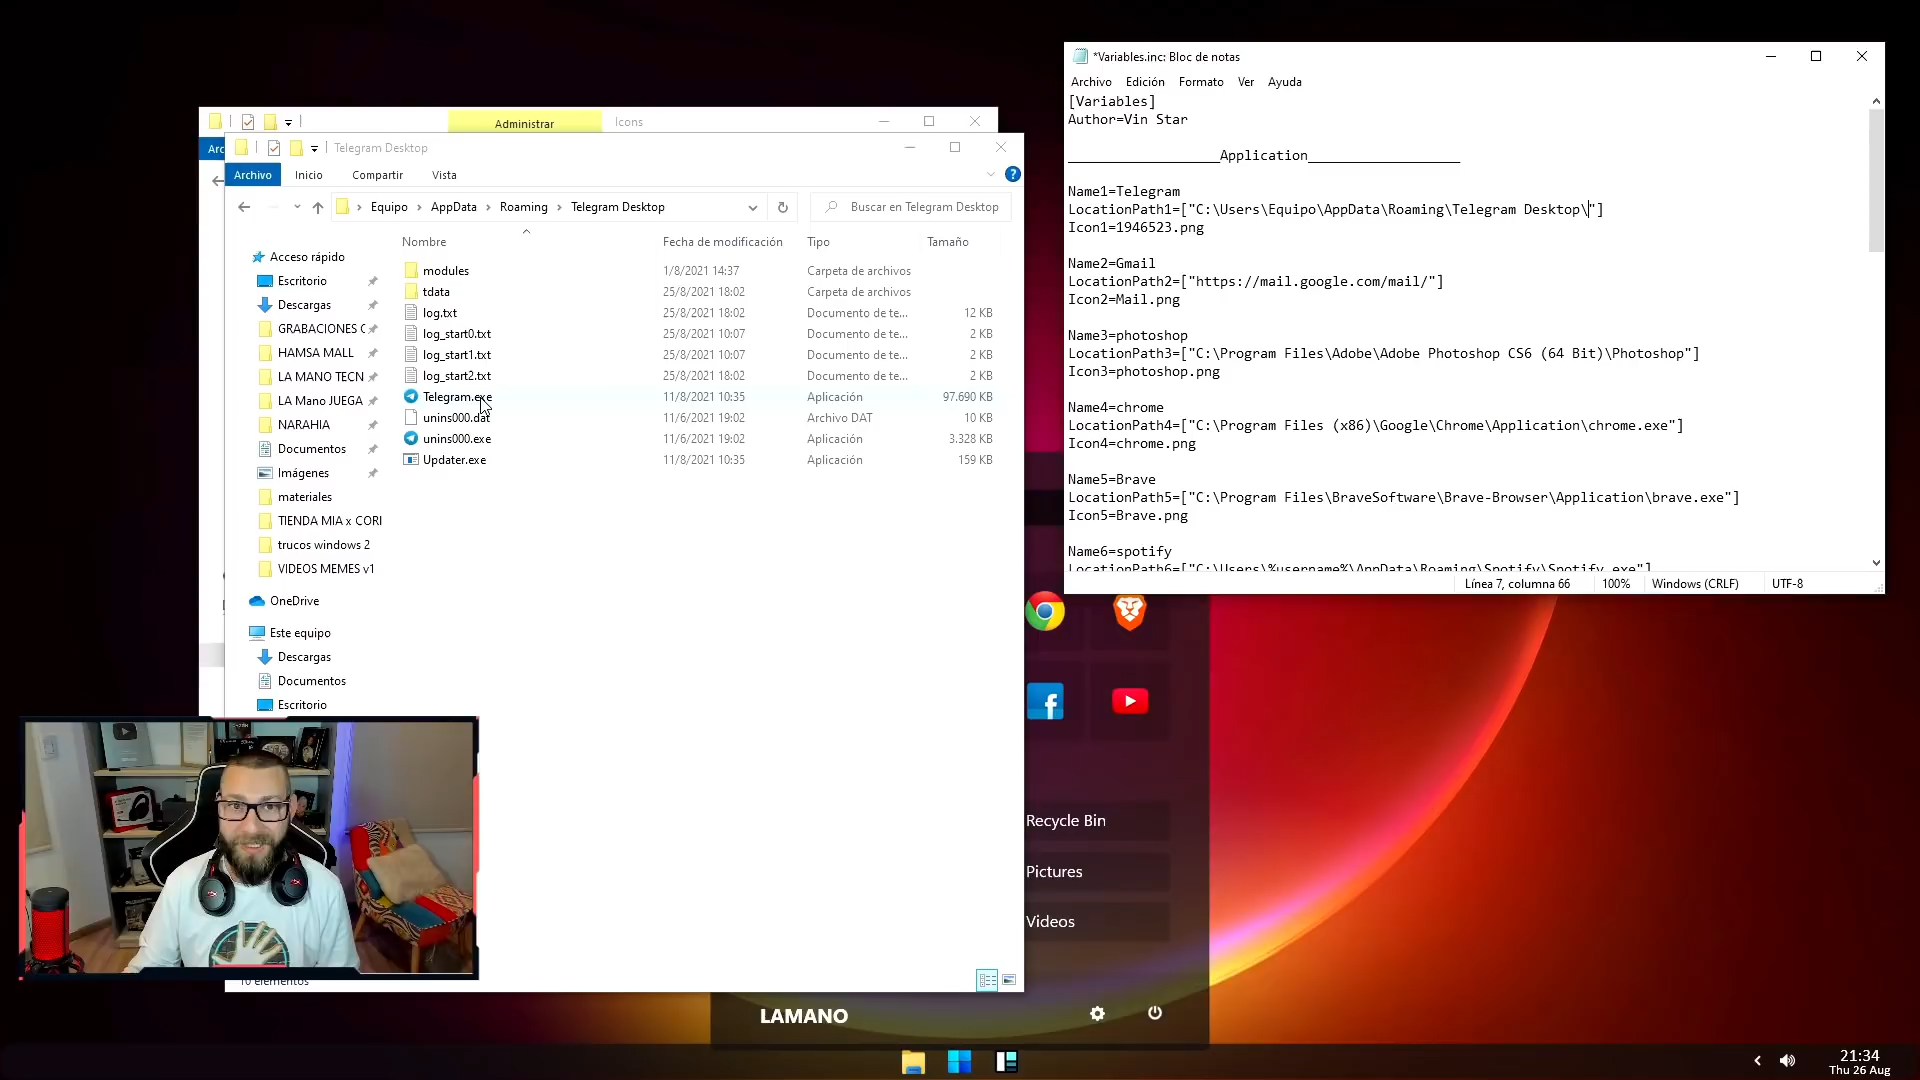 Administrar
Icons
Arc
Telegram Desktop
Archivo
Inicio
Compartir
Vista
Equipo
AppData
Roaming
Telegram Desktop
Buscar en Telegram Desktop
Nombre
Fecha de modificación
Tipo
Tamaño
modules 1/8/2021 14:37 Carpeta de archivos
tdata 25/8/2021 18:02 Carpeta de archivos
log.txt 25/8/2021 18:02 Documento de te... 12 KB
log_start0.txt 25/8/2021 10:07 Documento de te... 2 KB
log_start1.txt 25/8/2021 10:07 Documento de te... 2 KB
log_start2.txt 25/8/2021 18:02 Documento de te... 2 KB
Telegram.exe 11/8/2021 10:35 Aplicación 97.690 KB
unins000.dat 11/6/2021 19:02 Archivo DAT 10 KB
unins000.exe 11/6/2021 19:02 Aplicación 3.328 KB
Updater.exe 11/8/2021 10:35 Aplicación 159 KB
Acceso rápido
Escritorio
Descargas
GRABACIONES C
HAMSA MALL
LA MANO TECN
LA Mano JUEGA
NARAHIA
Documentos
Imágenes
materiales
TIENDA MIA x CORI
trucos windows 2
VIDEOS MEMES v1
OneDrive
Este equipo
Descargas
Documentos
Escritorio
10 elementos
*Variables.inc: Bloc de notas
Archivo
Edición
Formato
Ver
Ayuda
[Variables]
Author=Vin Star
___________________Application___________________
Name1=Telegram
LocationPath1=["C:\Users\Equipo\AppData\Roaming\Telegram Desktop\"]
Icon1=1946523.png
Name2=Gmail
LocationPath2=["https://mail.google.com/mail/"]
Icon2=Mail.png
Name3=photoshop
LocationPath3=["C:\Program Files\Adobe\Adobe Photoshop CS6 (64 Bit)\Photoshop"]
Icon3=photoshop.png
Name4=chrome
LocationPath4=["C:\Program Files (x86)\Google\Chrome\Application\chrome.exe"]
Icon4=chrome.png
Name5=Brave
LocationPath5=["C:\Program Files\BraveSoftware\Brave-Browser\Application\brave.exe"]
Icon5=Brave.png
Name6=spotify
LocationPath6=["C:\Users\%username%\AppData\Roaming\Spotify\Spotify.exe"]
Línea 7, columna 66
100%
Windows (CRLF)
UTF-8
Recycle Bin
Pictures
Videos
LAMANO
21:34
Thu 26 Aug